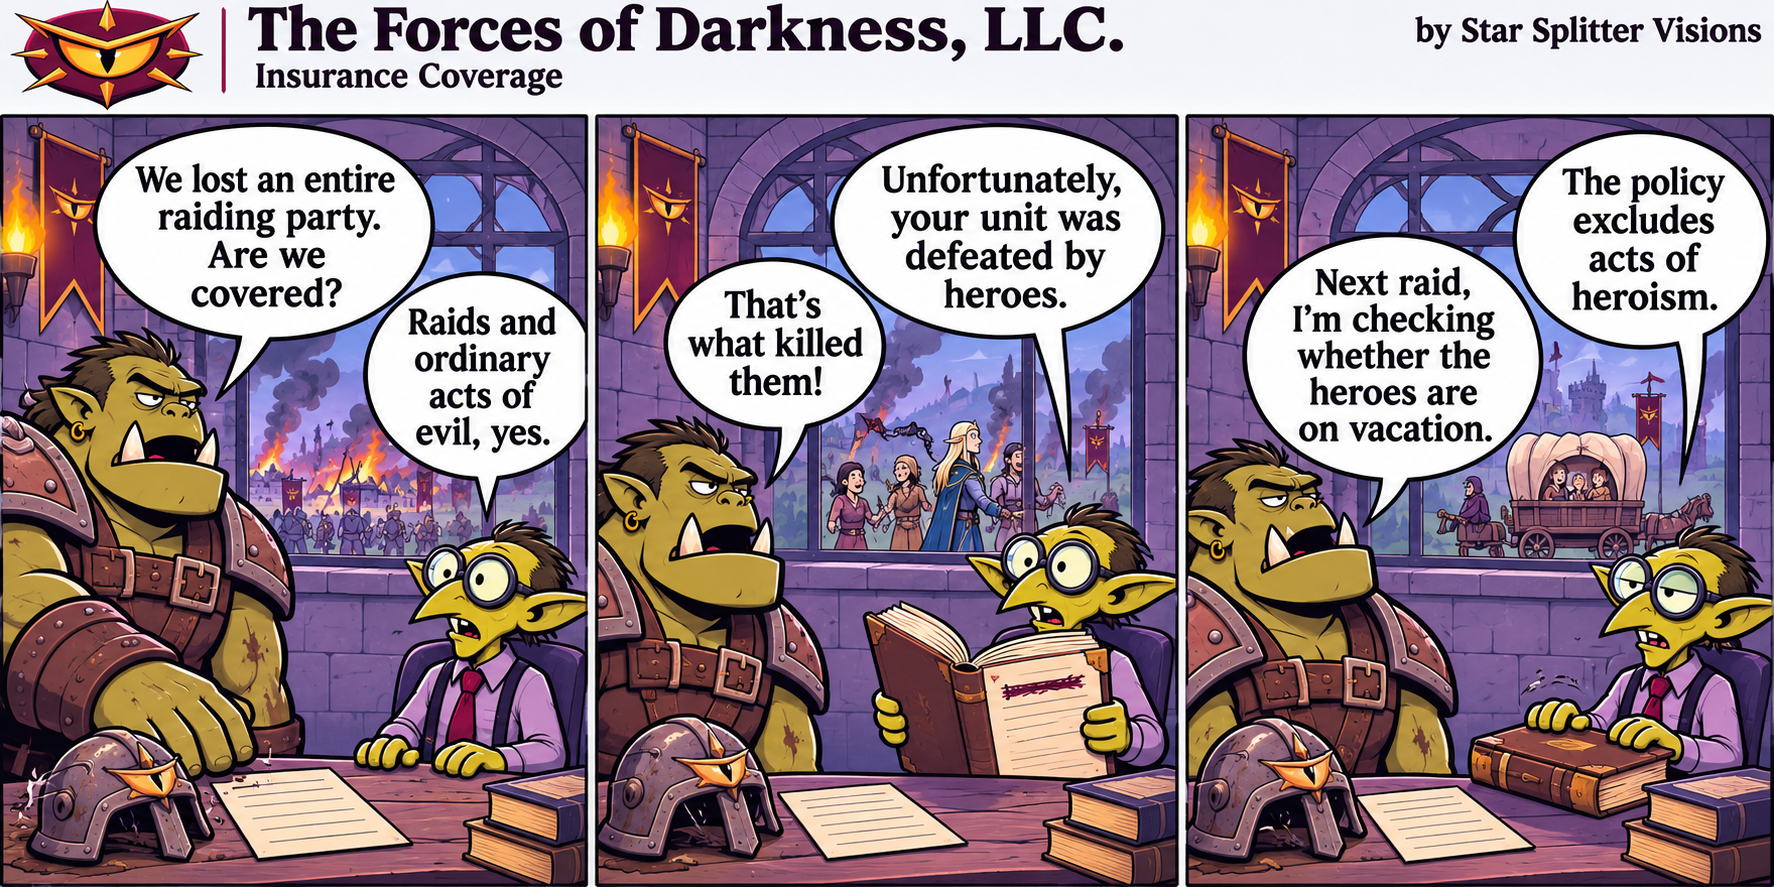 The Forces of Darkness, LLC.
Insurance Coverage
by Star Splitter Visions
We lost an entire
raiding party.
Are we
covered?
Raids and
ordinary
acts of
evil, yes.
Unfortunately,
your unit was
defeated by
heroes.
That's
what killed
them!
The policy
excludes
acts of
heroism.
Next raid,
I'm checking
whether the
heroes are
on vacation.